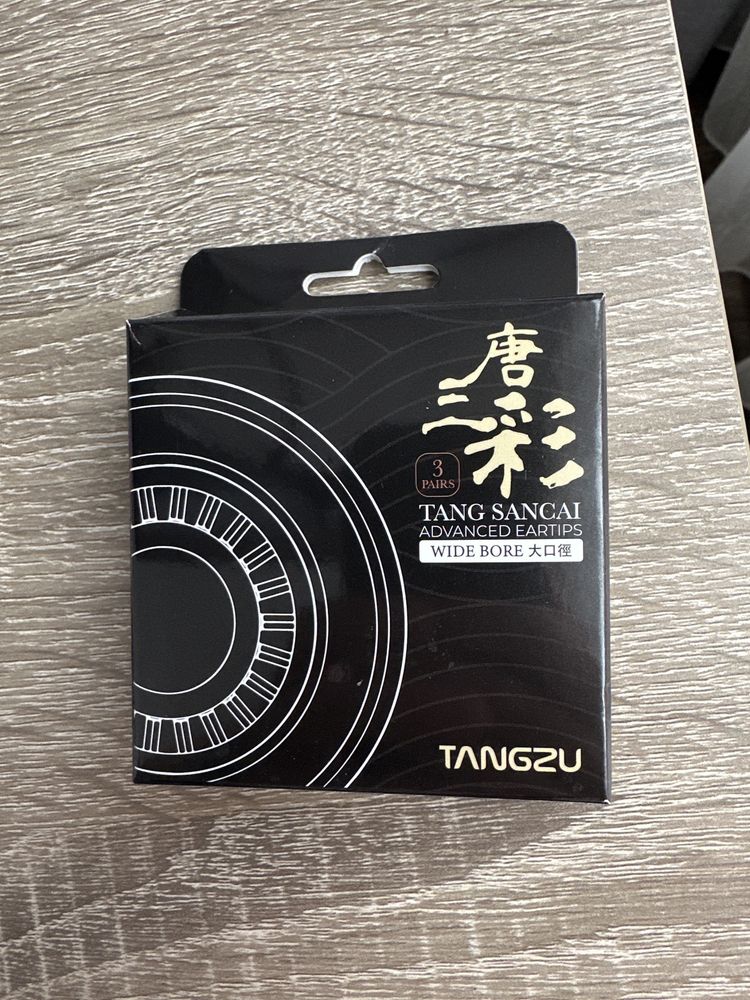 唐
三彩
3
PAIRS
TANG SANCAI
ADVANCED EARTIPS
WIDE BORE 大口徑
TANGZU